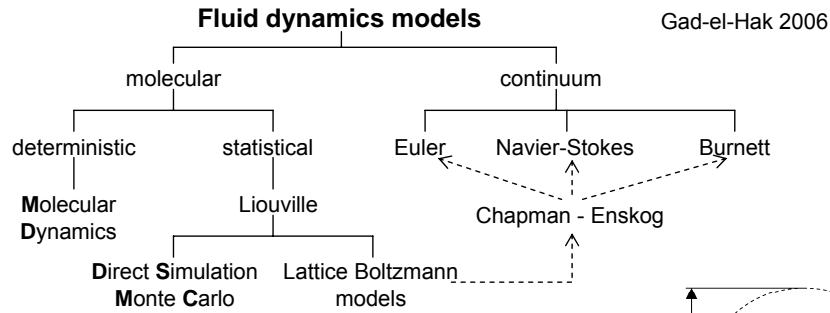 Fluid dynamics models
Gad-el-Hak 2006
molecular
continuum
deterministic
statistical
Euler
Navier-Stokes
Burnett
Molecular
Dynamics
Liouville
Chapman - Enskog
Direct Simulation
Monte Carlo
Lattice Boltzmann
models